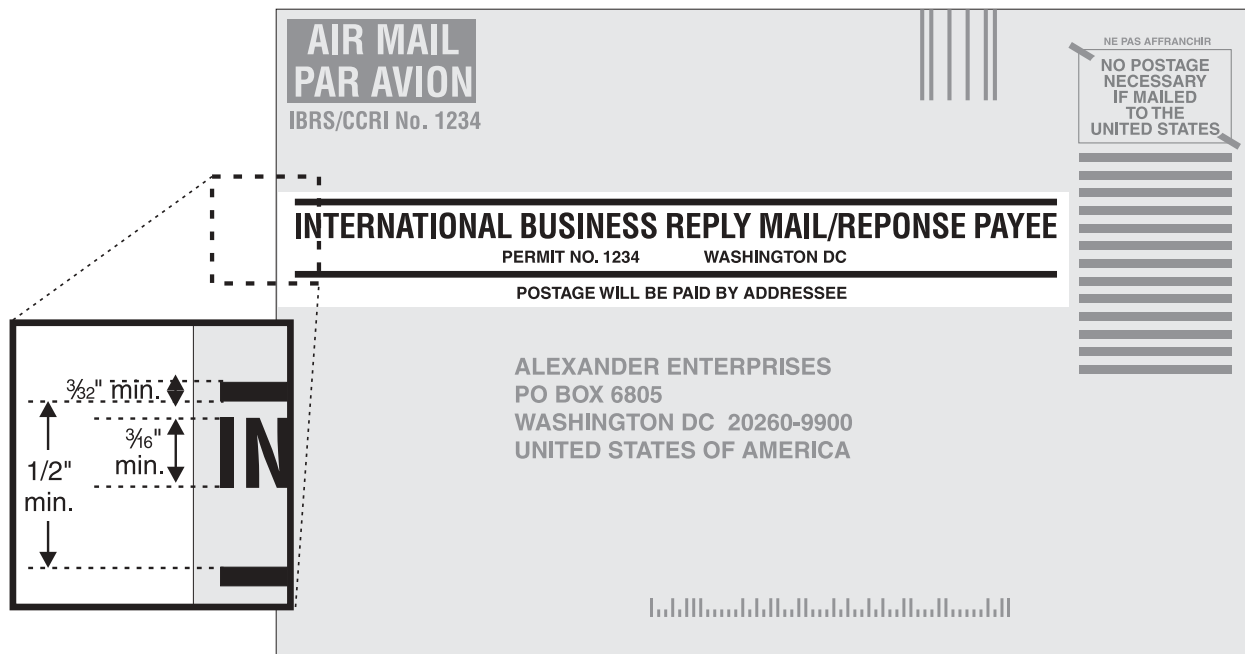 AIR MAIL
PAR AVION
IBRS/CCRI No. 1234
NE PAS AFFRANCHIR
NO POSTAGE
NECESSARY
IF MAILED
TO THE
UNITED STATES
INTERNATIONAL BUSINESS REPLY MAIL/REPONSE PAYEE
PERMIT NO. 1234 WASHINGTON DC
POSTAGE WILL BE PAID BY ADDRESSEE
ALEXANDER ENTERPRISES
PO BOX 6805
WASHINGTON DC 20260-9900
UNITED STATES OF AMERICA
3/32" min.
3/16"
min.
1/2"
min.
IN